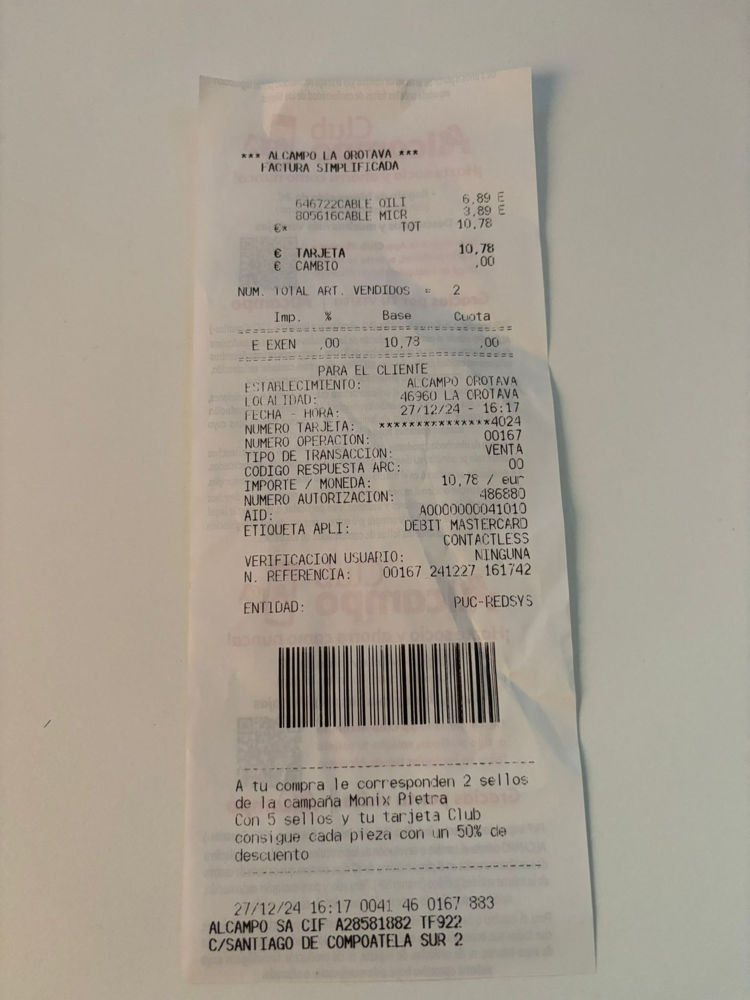 *** ALCAMPO LA OROTAVA ***
FACTURA SIMPLIFICADA
646722CABLE OILI 6,89 E
805616CABLE MICR 3,89 E
€* TOT 10,78
€ TARJETA 10,78
€ CAMBIO ,00
NUM. TOTAL ART. VENDIDOS = 2
Imp. % Base Cuota
=====================================
E EXEN ,00 10,78 ,00
=====================================
PARA EL CLIENTE
ESTABLECIMIENTO: ALCAMPO OROTAVA
LOCALIDAD: 46960 LA OROTAVA
FECHA - HORA: 27/12/24 - 16:17
NUMERO TARJETA: ***************4024
NUMERO OPERACION: 00167
TIPO DE TRANSACCION: VENTA
CODIGO RESPUESTA ARC: 00
IMPORTE / MONEDA: 10,78 / eur
NUMERO AUTORIZACION: 486880
AID: A0000000041010
ETIQUETA APLI: DEBIT MASTERCARD
CONTACTLESS
VERIFICACION USUARIO: NINGUNA
N. REFERENCIA: 00167_241227_161742
ENTIDAD: PUC-REDSYS
----------------------------------------
A tu compra le corresponden 2 sellos
de la campaña Monix Pietra
Con 5 sellos y tu tarjeta Club
consigue cada pieza con un 50% de
descuento
----------------------------------------
27/12/24 16:17 0041 46 0167 883
ALCAMPO SA CIF A28581882 TF922
C/SANTIAGO DE COMPOATELA SUR 2